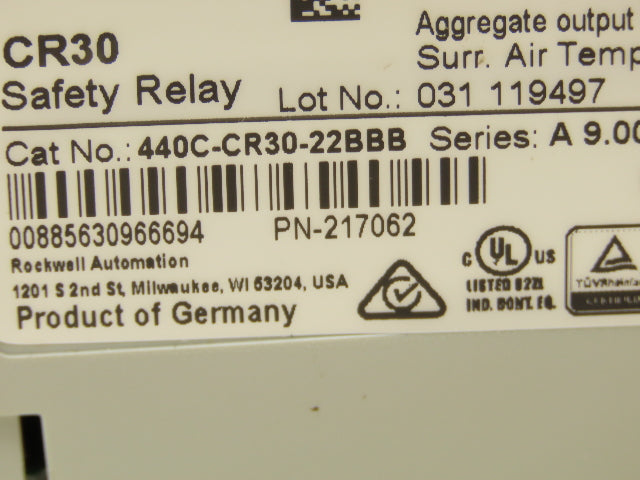 Aggregate output
CR30
Surr. Air Temp
Safety Relay Lot No.: 031 119497
Cat No.: 440C-CR30-22BBB Series: A 9.00
00885630966694 PN-217062
Rockwell Automation
1201 S 2nd St, Milwaukee, WI 53204, USA
Product of Germany
C UL US
LISTED 82ZL
IND. CONT. EQ.
TÜVRheinla
CERTIFIED